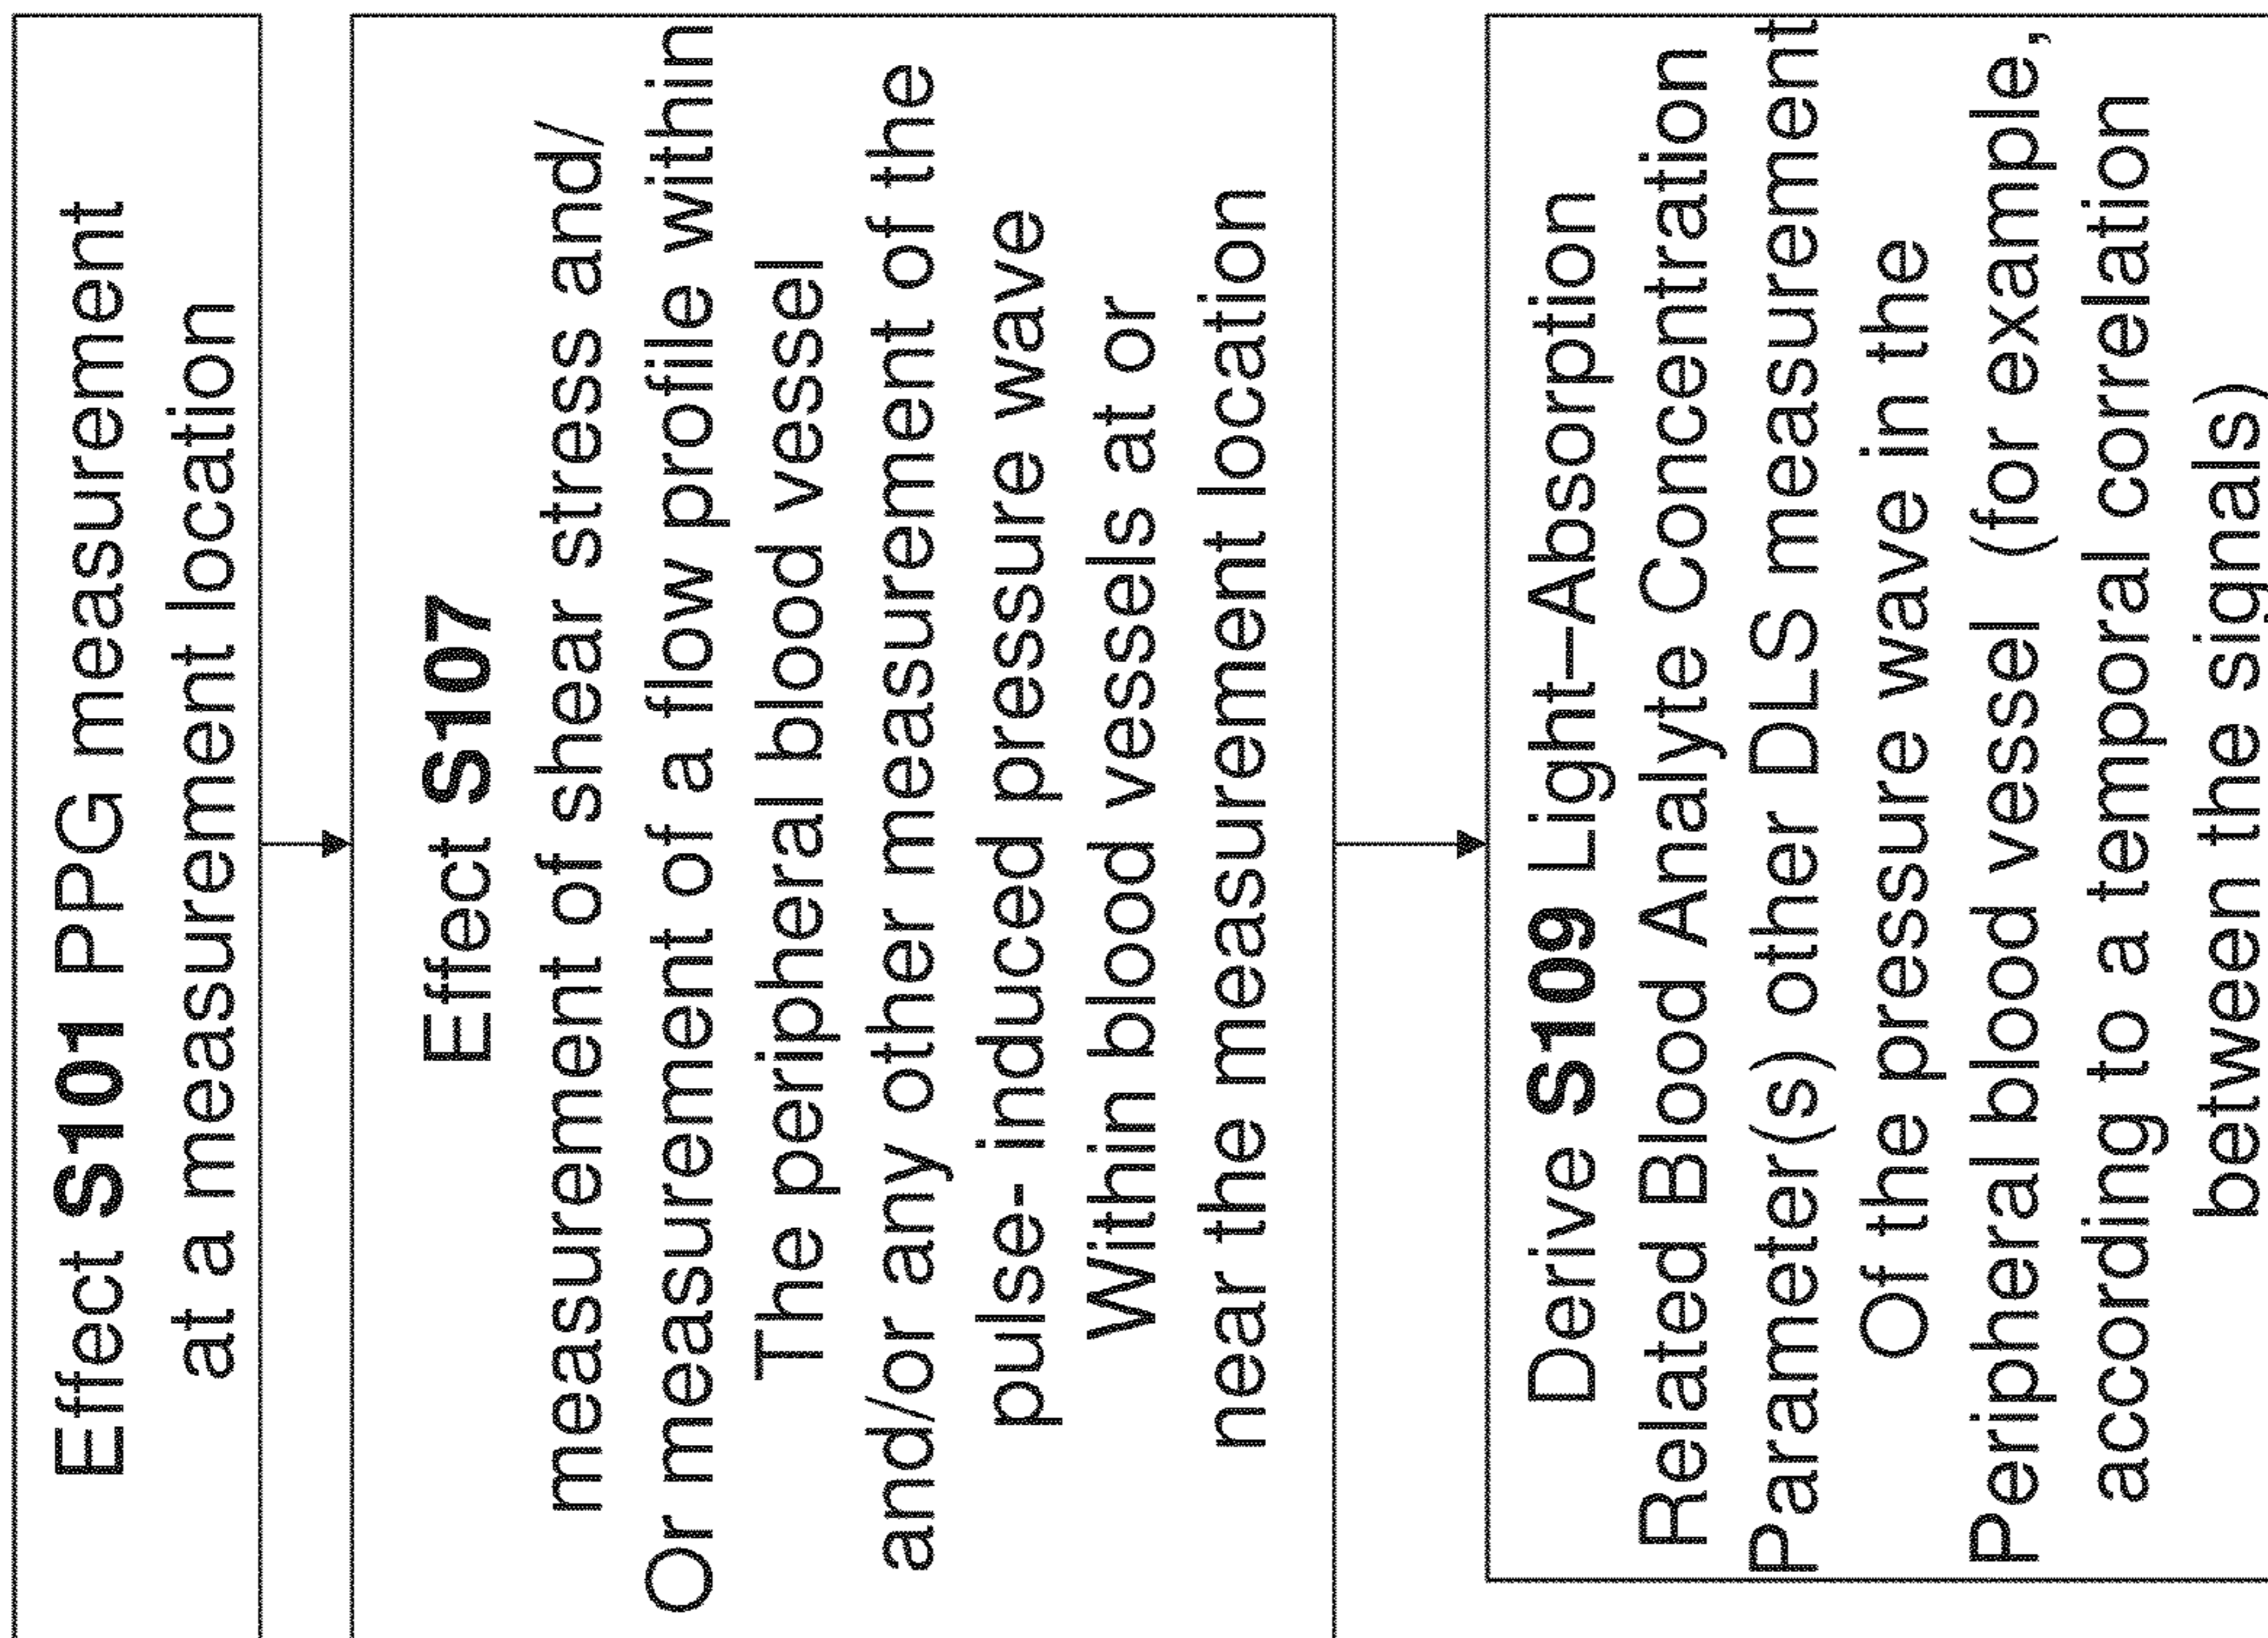 Effect S101 PPG measurement
at a measurement location
Effect S107
measurement of shear stress and/
Or measurement of a flow profile within
The peripheral blood vessel
and/or any other measurement of the
pulse- induced pressure wave
Within blood vessels at or
near the measurement location
Derive S109 Light–Absorption
Related Blood Analyte Concentration
Parameter(s) other DLS measurement
Of the pressure wave in the
Peripheral blood vessel (for example,
according to a temporal correlation
between the signals)